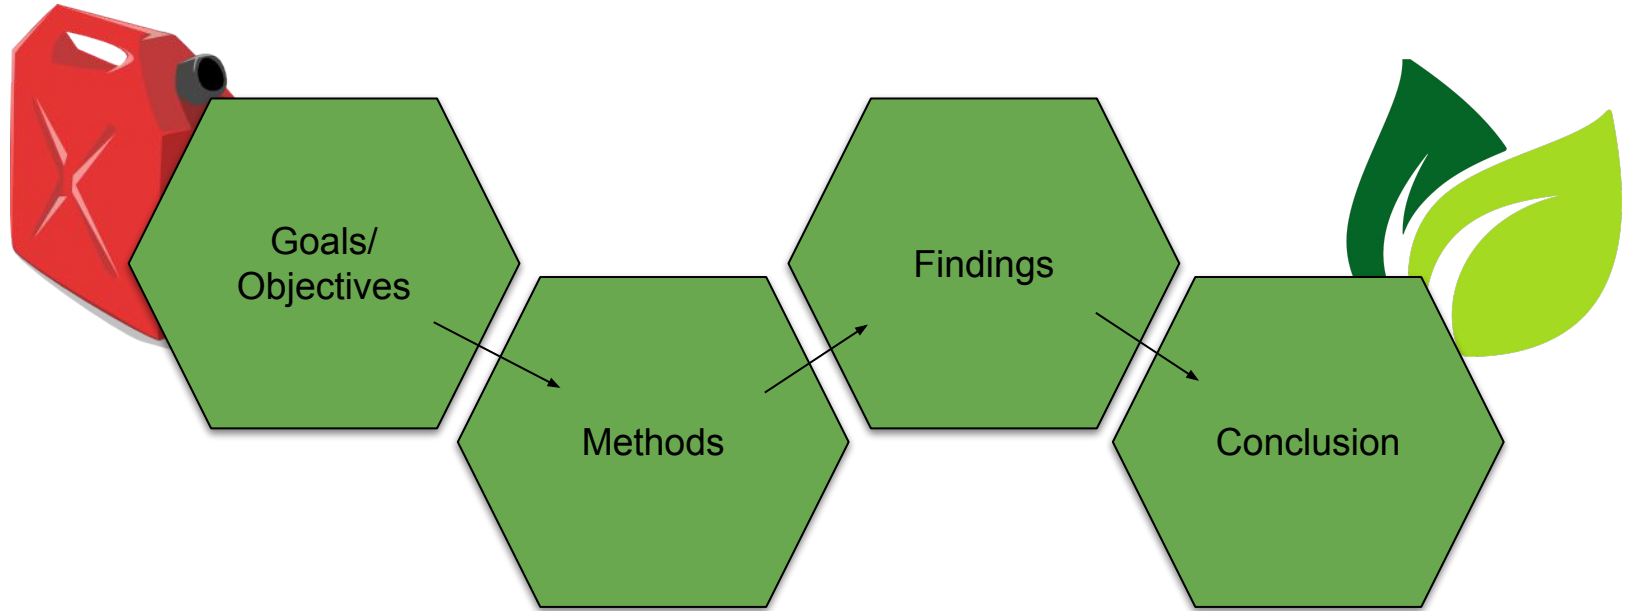 Goals/
Objectives
Methods
Findings
Conclusion